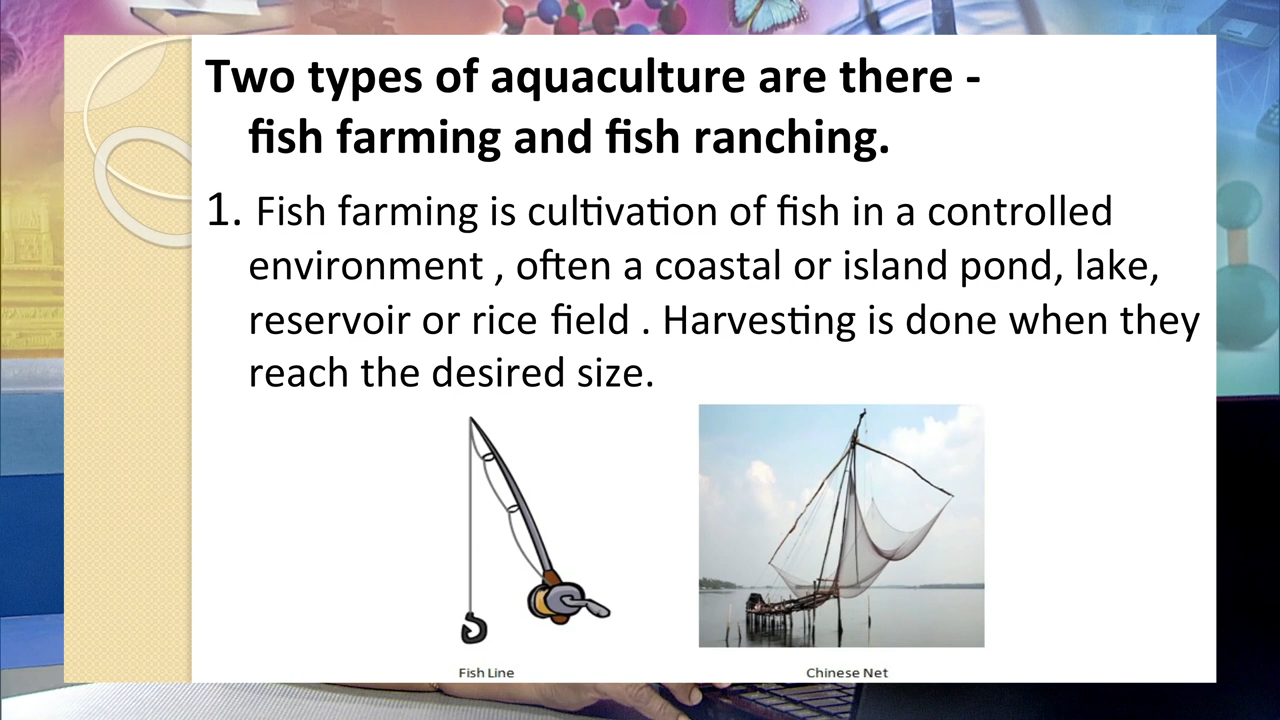 Two types of aquaculture are there -
fish farming and fish ranching.
1. Fish farming is cultivation of fish in a controlled
environment , often a coastal or island pond, lake,
reservoir or rice field . Harvesting is done when they
reach the desired size.
Fish Line
Chinese Net